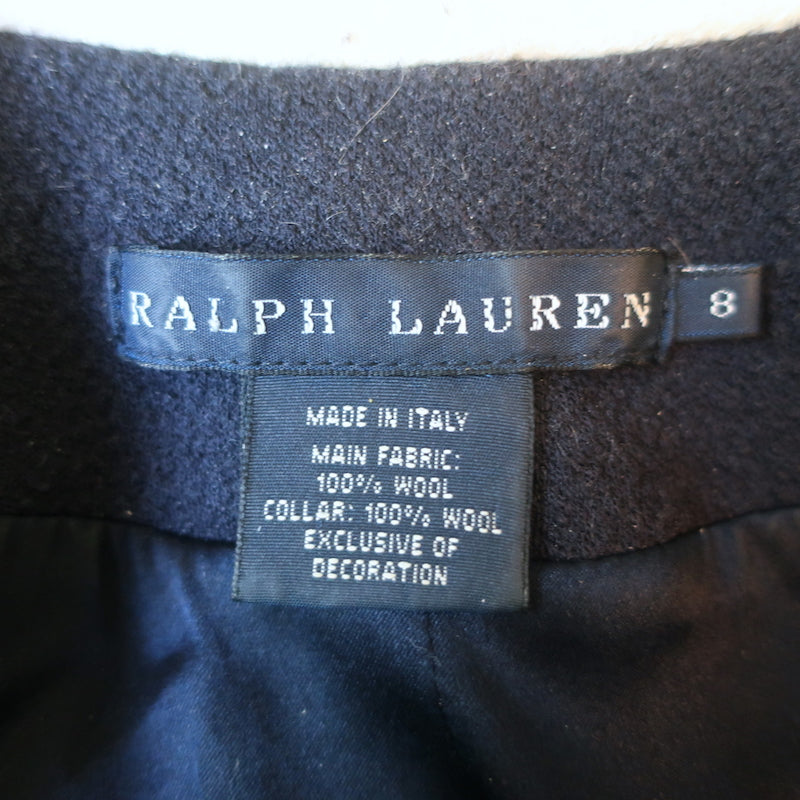 RALPH LAUREN
8
MADE IN ITALY
MAIN FABRIC:
100% WOOL
COLLAR: 100% WOOL
EXCLUSIVE OF
DECORATION